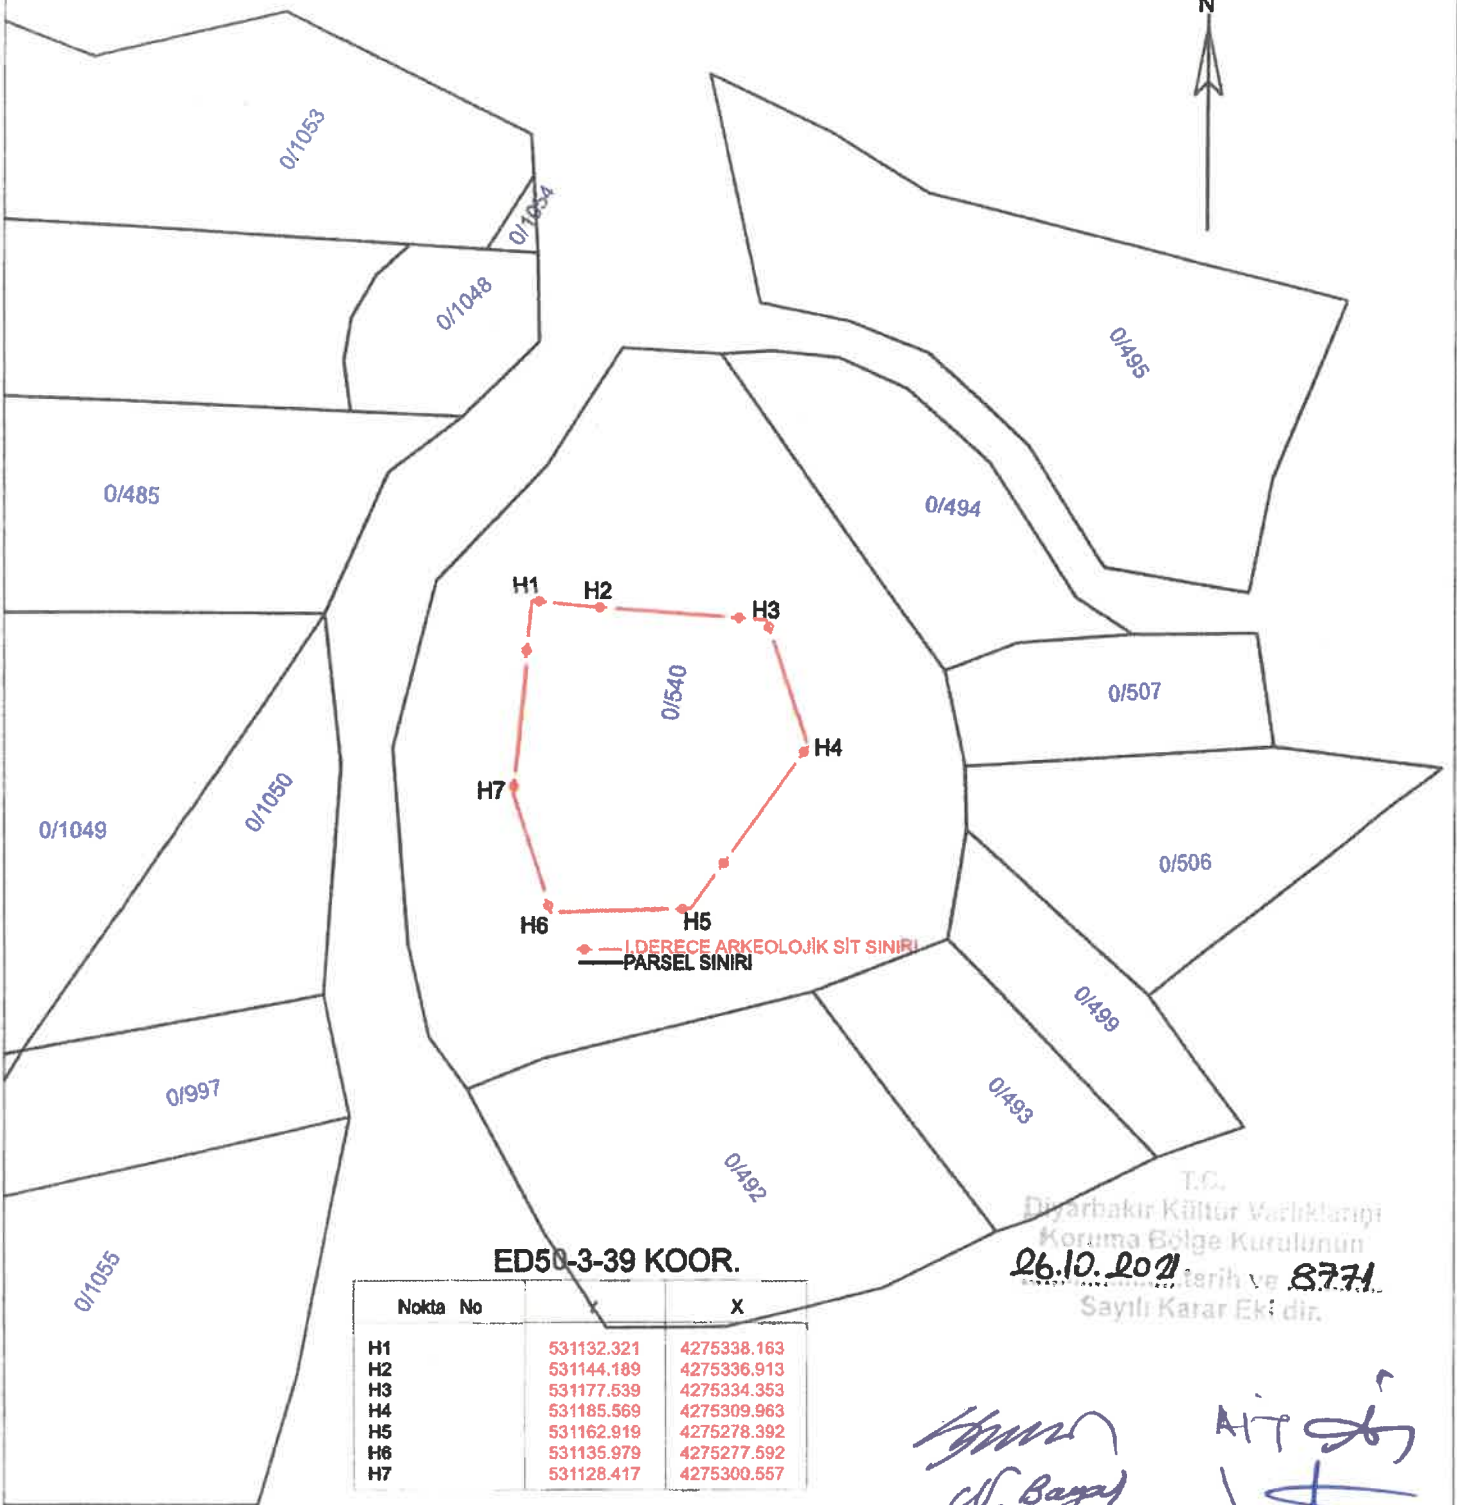 N
0/1053
0/1054
0/1048
0/495
0/485
0/494
H1
H2
H3
0/540
0/507
H4
H7
0/1050
0/1049
0/506
H6
H5
I.DERECE ARKEOLOJİK SİT SINIRI
PARSEL SINIRI
0/499
0/997
0/493
0/492
0/1055
T.C.
Diyarbakır Kültür Varlıklarını
Koruma Bölge Kurulunun
26.10.2021 tarih ve 8771
Sayılı Karar Eki dir.
ED50-3-39 KOOR.
Nokta No Y X
H1 531132.321 4275338.163
H2 531144.189 4275336.913
H3 531177.539 4275334.353
H4 531185.569 4275309.963
H5 531162.919 4275278.392
H6 531135.979 4275277.592
H7 531128.417 4275300.557